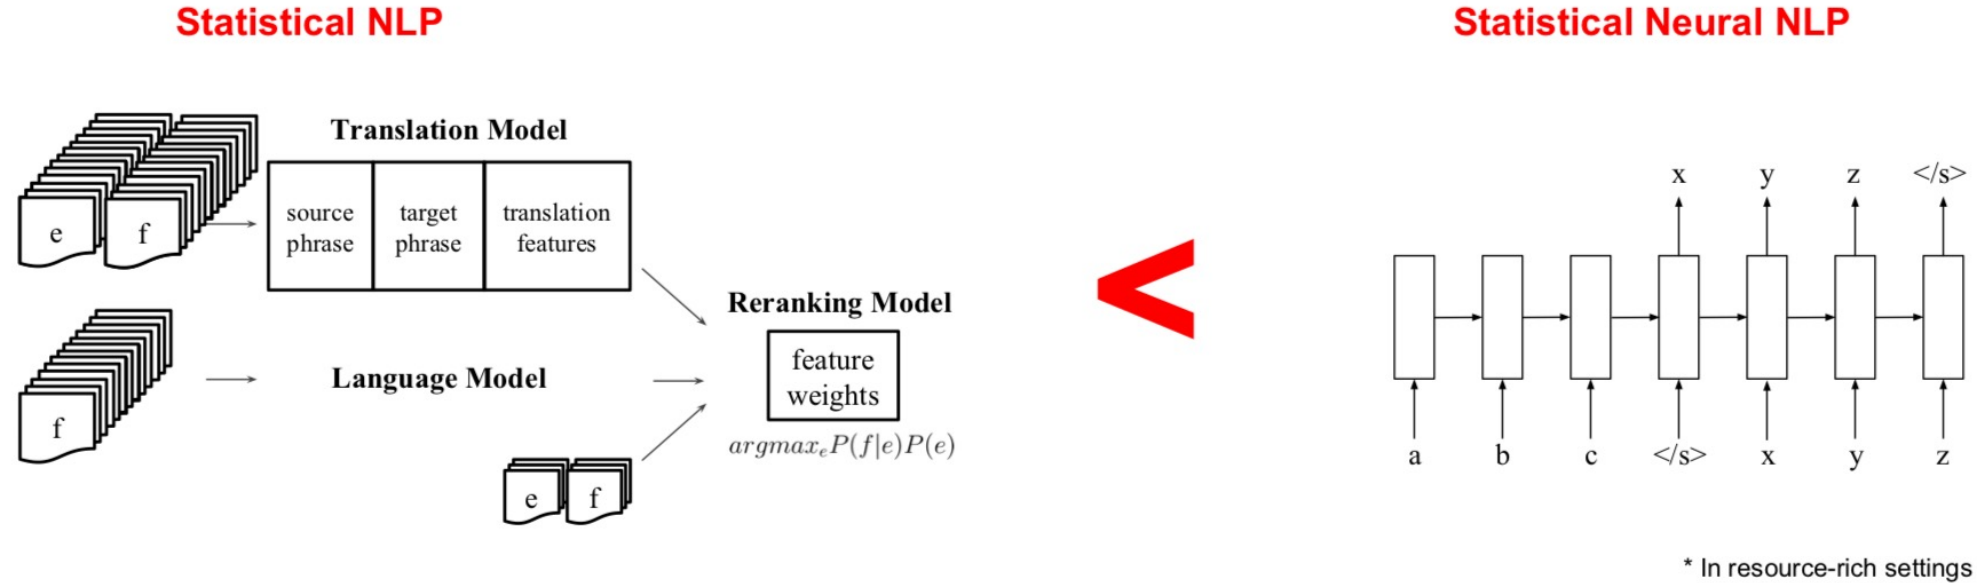 Statistical NLP
Statistical Neural NLP
Translation Model
e
f
source
phrase
target
phrase
translation
features
f
Language Model
e
f
Reranking Model
feature
weights
argmaxₑP(f|e)P(e)
<
x y z </s>
a b c </s> x y z
* In resource-rich settings